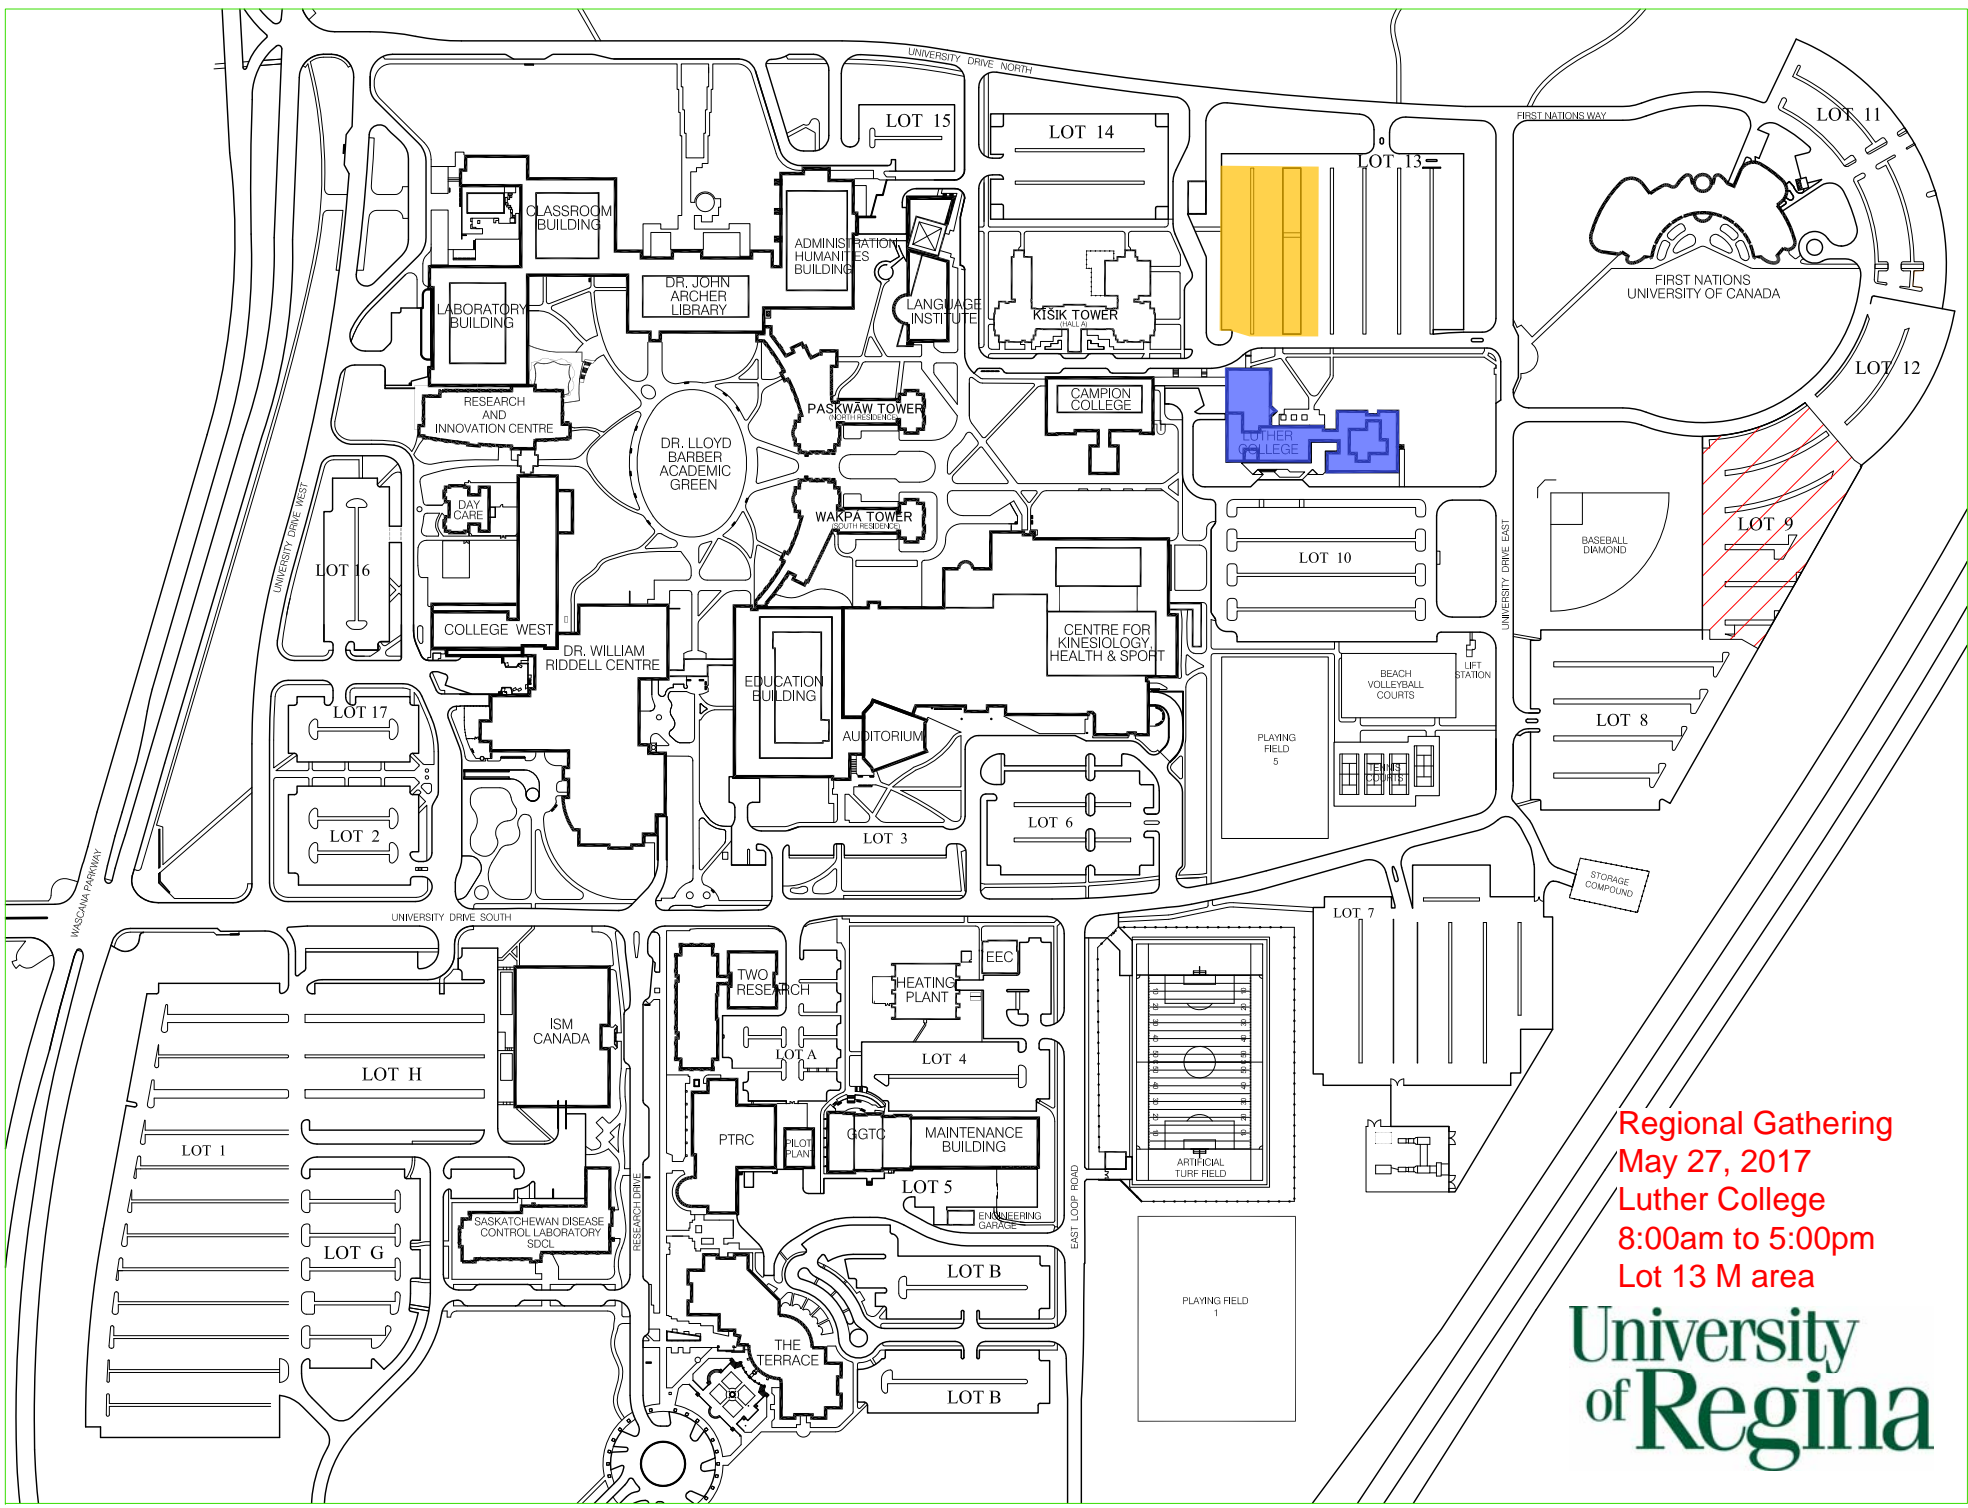 UNIVERSITY DRIVE NORTH
FIRST NATIONS WAY
LOT 11
LOT 15
LOT 14
LOT 13
CLASSROOM
BUILDING
ADMINISTRATION
HUMANITIES
BUILDING
DR. JOHN
ARCHER
LIBRARY
LABORATORY
BUILDING
LANGUAGE
INSTITUTE
KĪSIK TOWER
(HALL A)
FIRST NATIONS
UNIVERSITY OF CANADA
LOT 12
RESEARCH
AND
INNOVATION CENTRE
PASKWĀW TOWER
(NORTH RESIDENCE)
CAMPION
COLLEGE
LUTHER
COLLEGE
DR. LLOYD
BARBER
ACADEMIC
GREEN
DAY
CARE
WAKPÁ TOWER
(SOUTH RESIDENCE)
UNIVERSITY DRIVE WEST
LOT 16
LOT 10
UNIVERSITY DRIVE EAST
BASEBALL
DIAMOND
LOT 9
COLLEGE WEST
DR. WILLIAM
RIDDELL CENTRE
CENTRE FOR
KINESIOLOGY,
HEALTH & SPORT
EDUCATION
BUILDING
AUDITORIUM
BEACH
VOLLEYBALL
COURTS
LIFT
STATION
LOT 17
LOT 8
PLAYING
FIELD
5
TENNIS
COURTS
LOT 2
LOT 3
LOT 6
WASCANA PARKWAY
STORAGE
COMPOUND
UNIVERSITY DRIVE SOUTH
LOT 7
TWO
RESEARCH
HEATING
PLANT
EEC
ISM
CANADA
LOT A
LOT 4
LOT H
LOT 1
PTRC
PILOT
PLANT
GGTC
MAINTENANCE
BUILDING
ARTIFICIAL
TURF FIELD
LOT 5
ENGINEERING
GARAGE
EAST LOOP ROAD
RESEARCH DRIVE
SASKATCHEWAN DISEASE
CONTROL LABORATORY
SDCL
LOT G
LOT B
THE
TERRACE
LOT B
PLAYING FIELD
1
Regional Gathering
May 27, 2017
Luther College
8:00am to 5:00pm
Lot 13 M area
University
of Regina